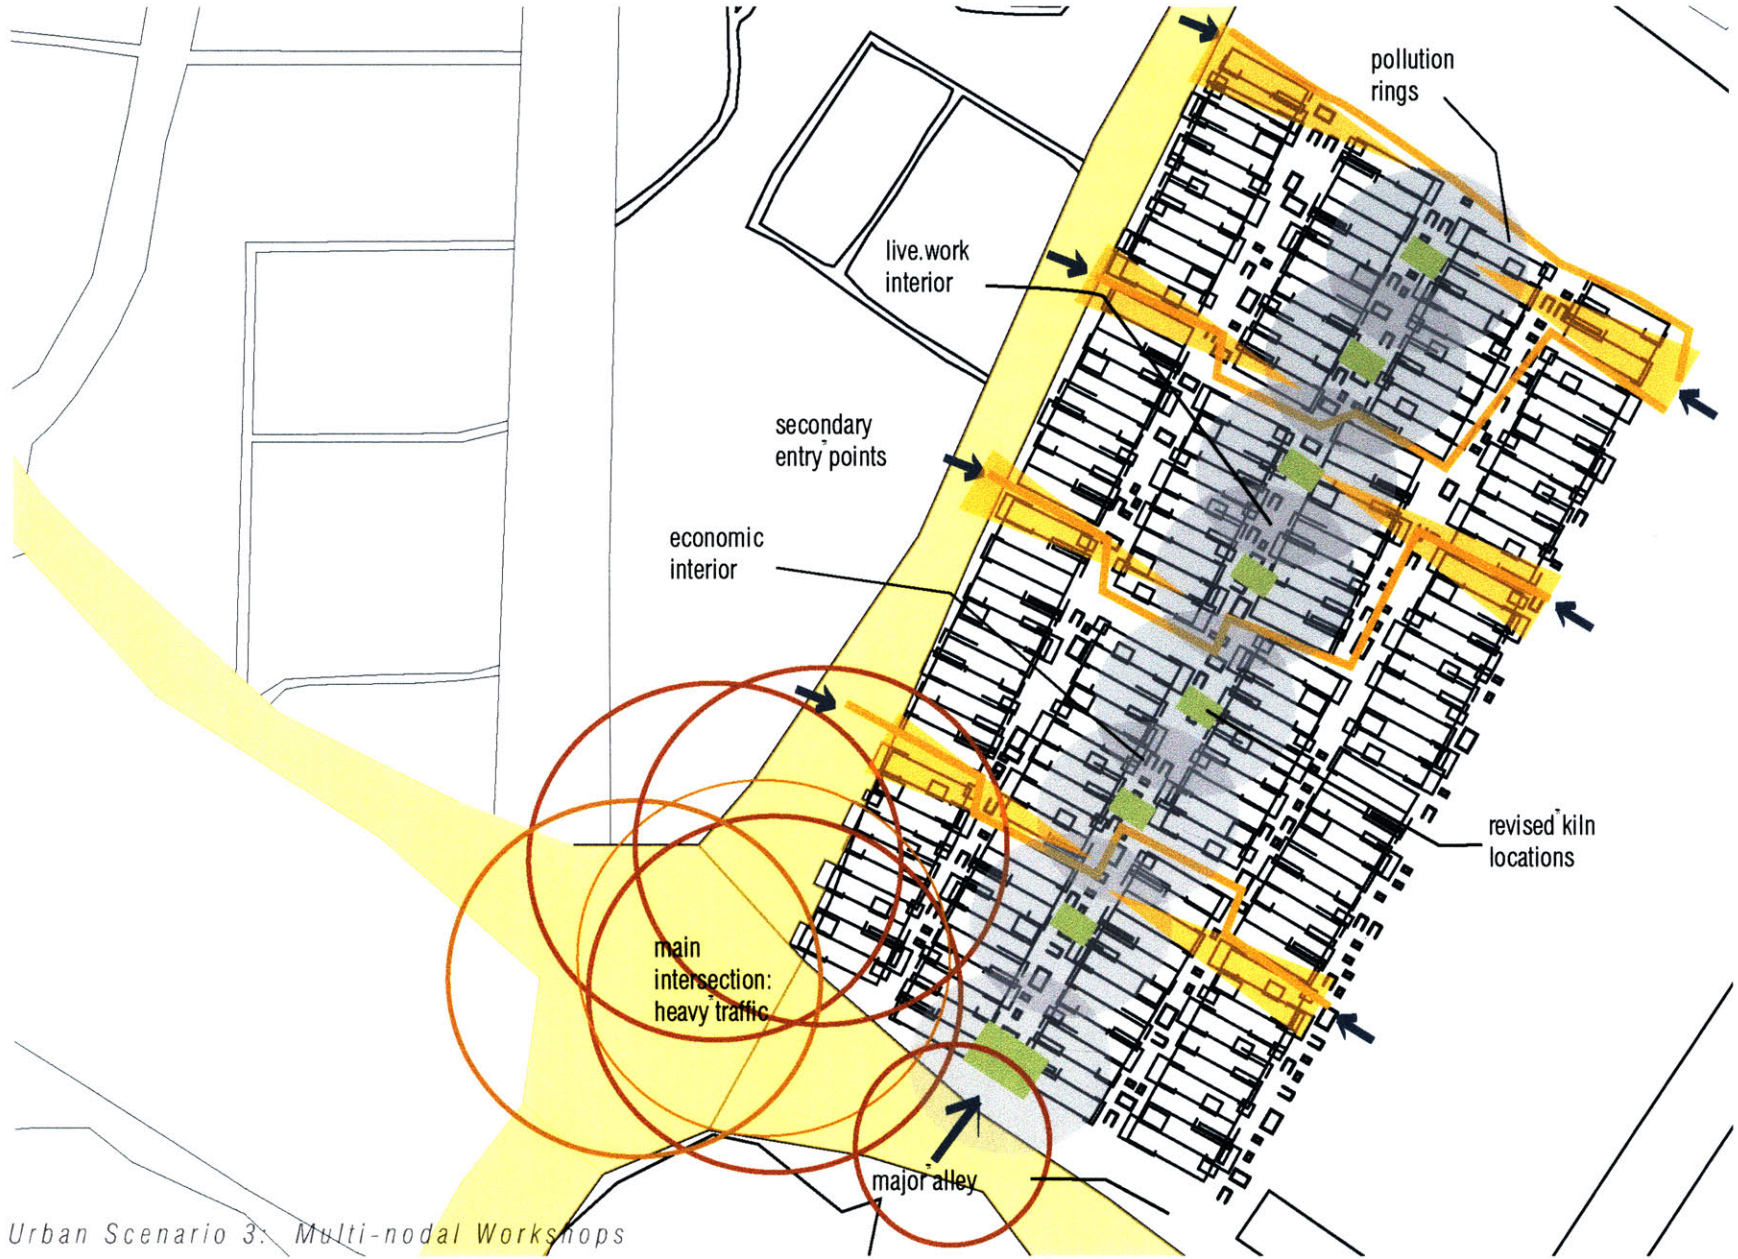 pollution
rings
live.work
interior
secondary
entry points
economic
interior
revised kiln
locations
main
intersection:
heavy traffic
major alley
Urban Scenario 3: Multi-nodal Workshops